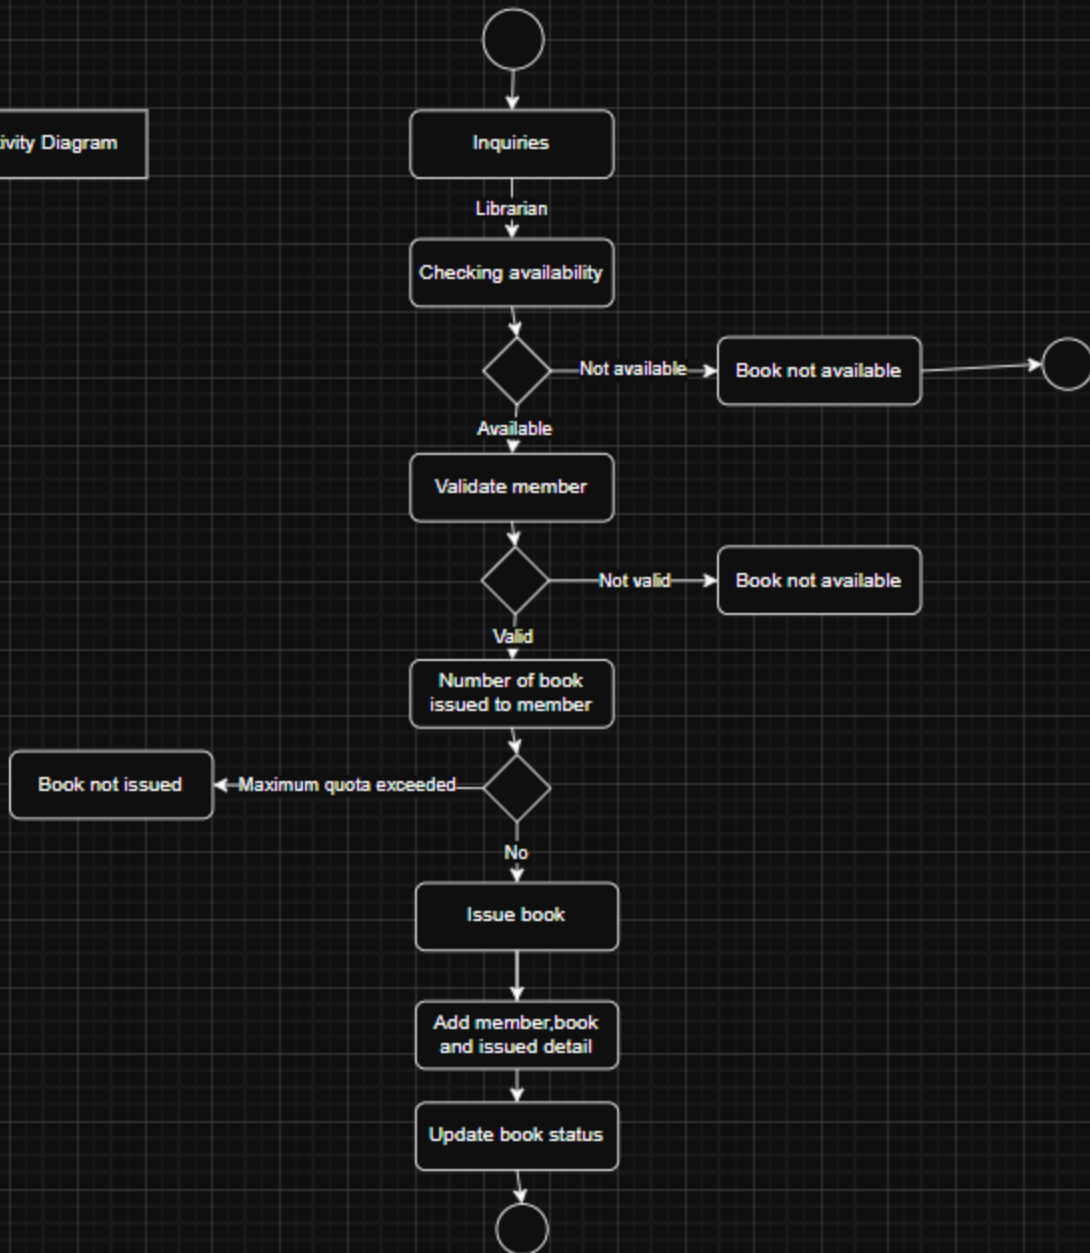 Inquiries
ivity Diagram
Librarian
Checking availability
Not available
Book not available
Available
Validate member
Not valid
Book not available
Valid
Number of book
issued to member
Book not issued
Maximum quota exceeded
No
Issue book
Add member,book
and issued detail
Update book status